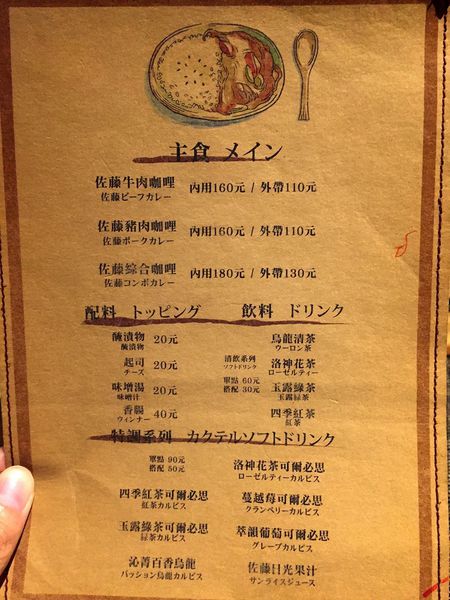 主食 メイン
佐藤牛肉咖哩 內用160元 / 外帶110元
佐藤ビーフカレー
佐藤豬肉咖哩 內用160元 / 外帶110元
佐藤ポークカレー
佐藤綜合咖哩 內用180元 / 外帶130元
佐藤コンボカレー
配料 トッピング
醃漬物 20元
醃漬物
起司 20元
チーズ
味增湯 20元
味增汁
香腸 40元
ウィンナー
飲料 ドリンク
清飲系列
ソフトドリンク
單點 60元
搭配 30元
烏龍清茶
ウーロン茶
洛神花茶
ローゼルティー
玉露綠茶
玉露緑茶
四季紅茶
紅茶
特調系列 カクテルソフトドリンク
單點 90元
搭配 50元
洛神花茶可爾必思
ローゼルティーカルピス
四季紅茶可爾必思
紅茶カルピス
蔓越莓可爾必思
クランベリーカルピス
玉露綠茶可爾必思
緑茶カルピス
萃韻葡萄可爾必思
グレープカルピス
沁菁百香烏龍
パッション烏龍カルピス
佐藤日光果汁
サンライスジュース